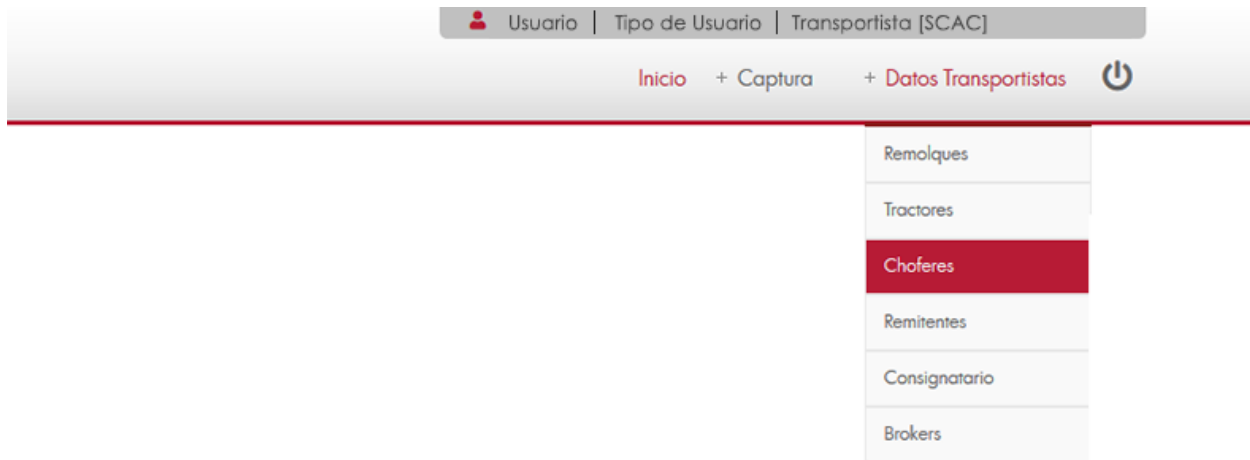 Usuario | Tipo de Usuario | Transportista [SCAC]
Inicio + Captura + Datos Transportistas
Remolques
Tractores
Choferes
Remitentes
Consignatario
Brokers